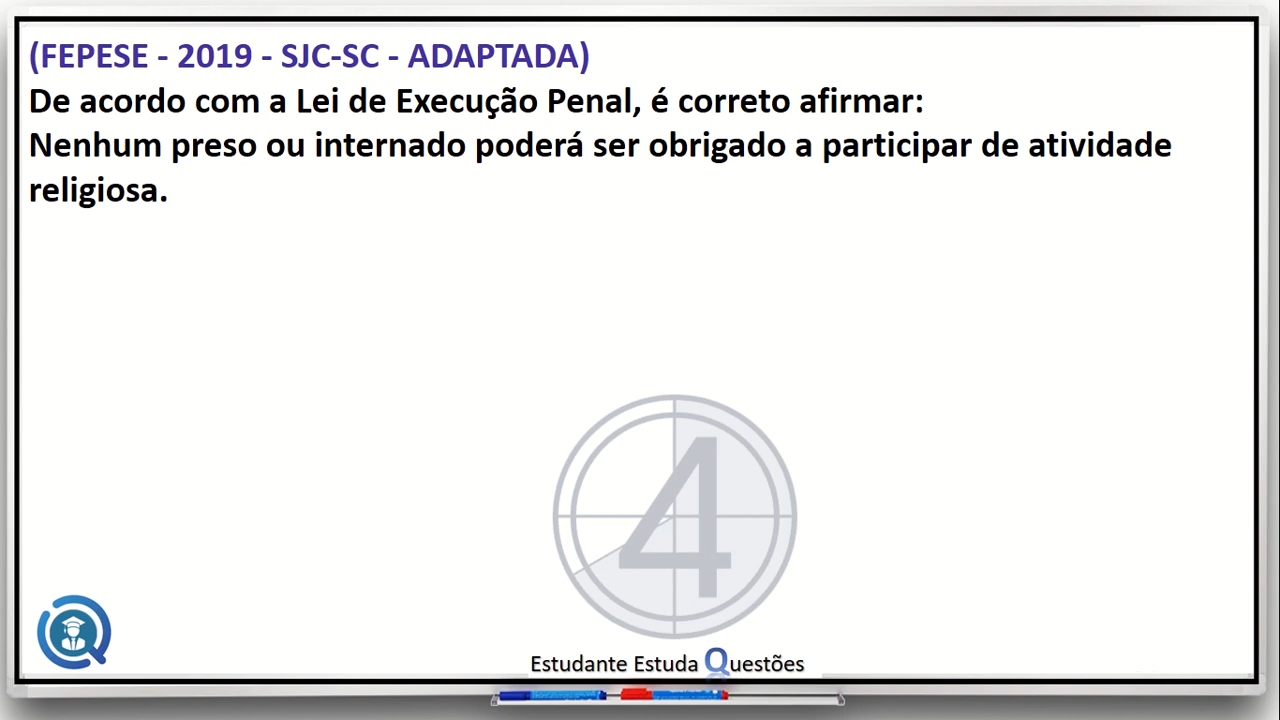 (FEPESE - 2019 - SJC-SC - ADAPTADA)
De acordo com a Lei de Execução Penal, é correto afirmar:
Nenhum preso ou internado poderá ser obrigado a participar de atividade
religiosa.
4
Estudante Estuda Questões